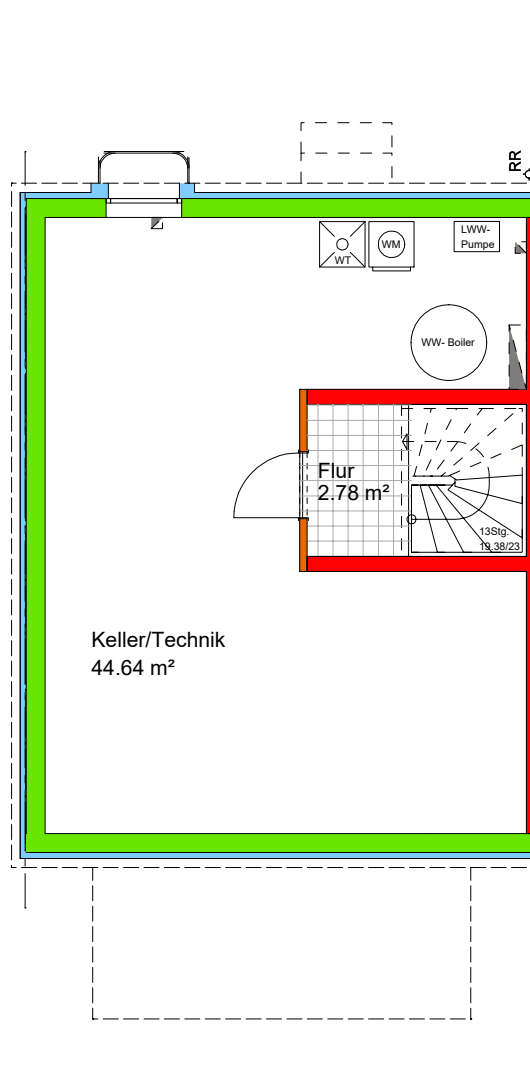 RR
LWW-
Pumpe
WM
WT
WW- Boiler
Flur
2.78 m²
13Stg.
19.38/23
Keller/Technik
44.64 m²